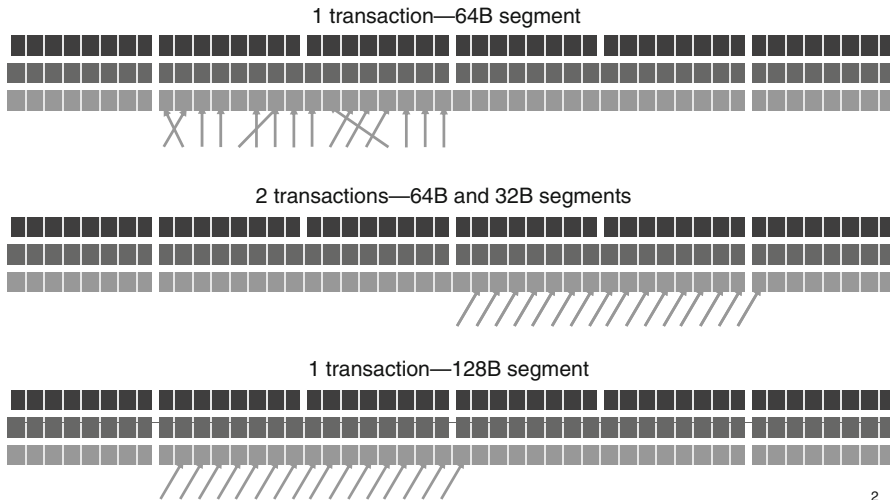 1 transaction—64B segment
2 transactions—64B and 32B segments
1 transaction—128B segment
2